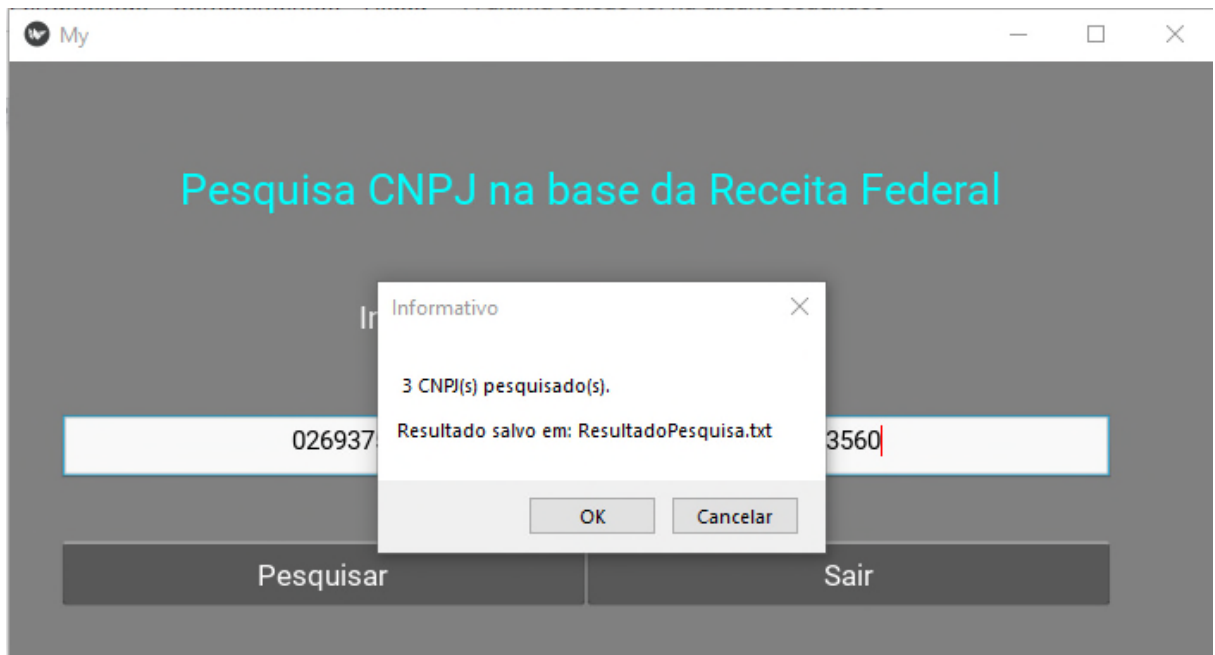 My
Pesquisa CNPJ na base da Receita Federal
Informativo
3 CNPJ(s) pesquisado(s).
Resultado salvo em: ResultadoPesquisa.txt
3560
OK Cancelar
Pesquisar Sair